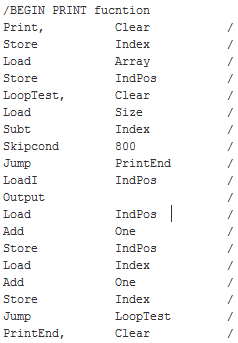 /BEGIN PRINT fucntion
Print, Clear /
Store Index /
Load Array /
Store IndPos /
LoopTest, Clear /
Load Size /
Subt Index /
Skipcond 800 /
Jump PrintEnd /
LoadI IndPos /
Output /
Load IndPos /
Add One /
Store IndPos /
Load Index /
Add One /
Store Index /
Jump LoopTest /
PrintEnd, Clear /